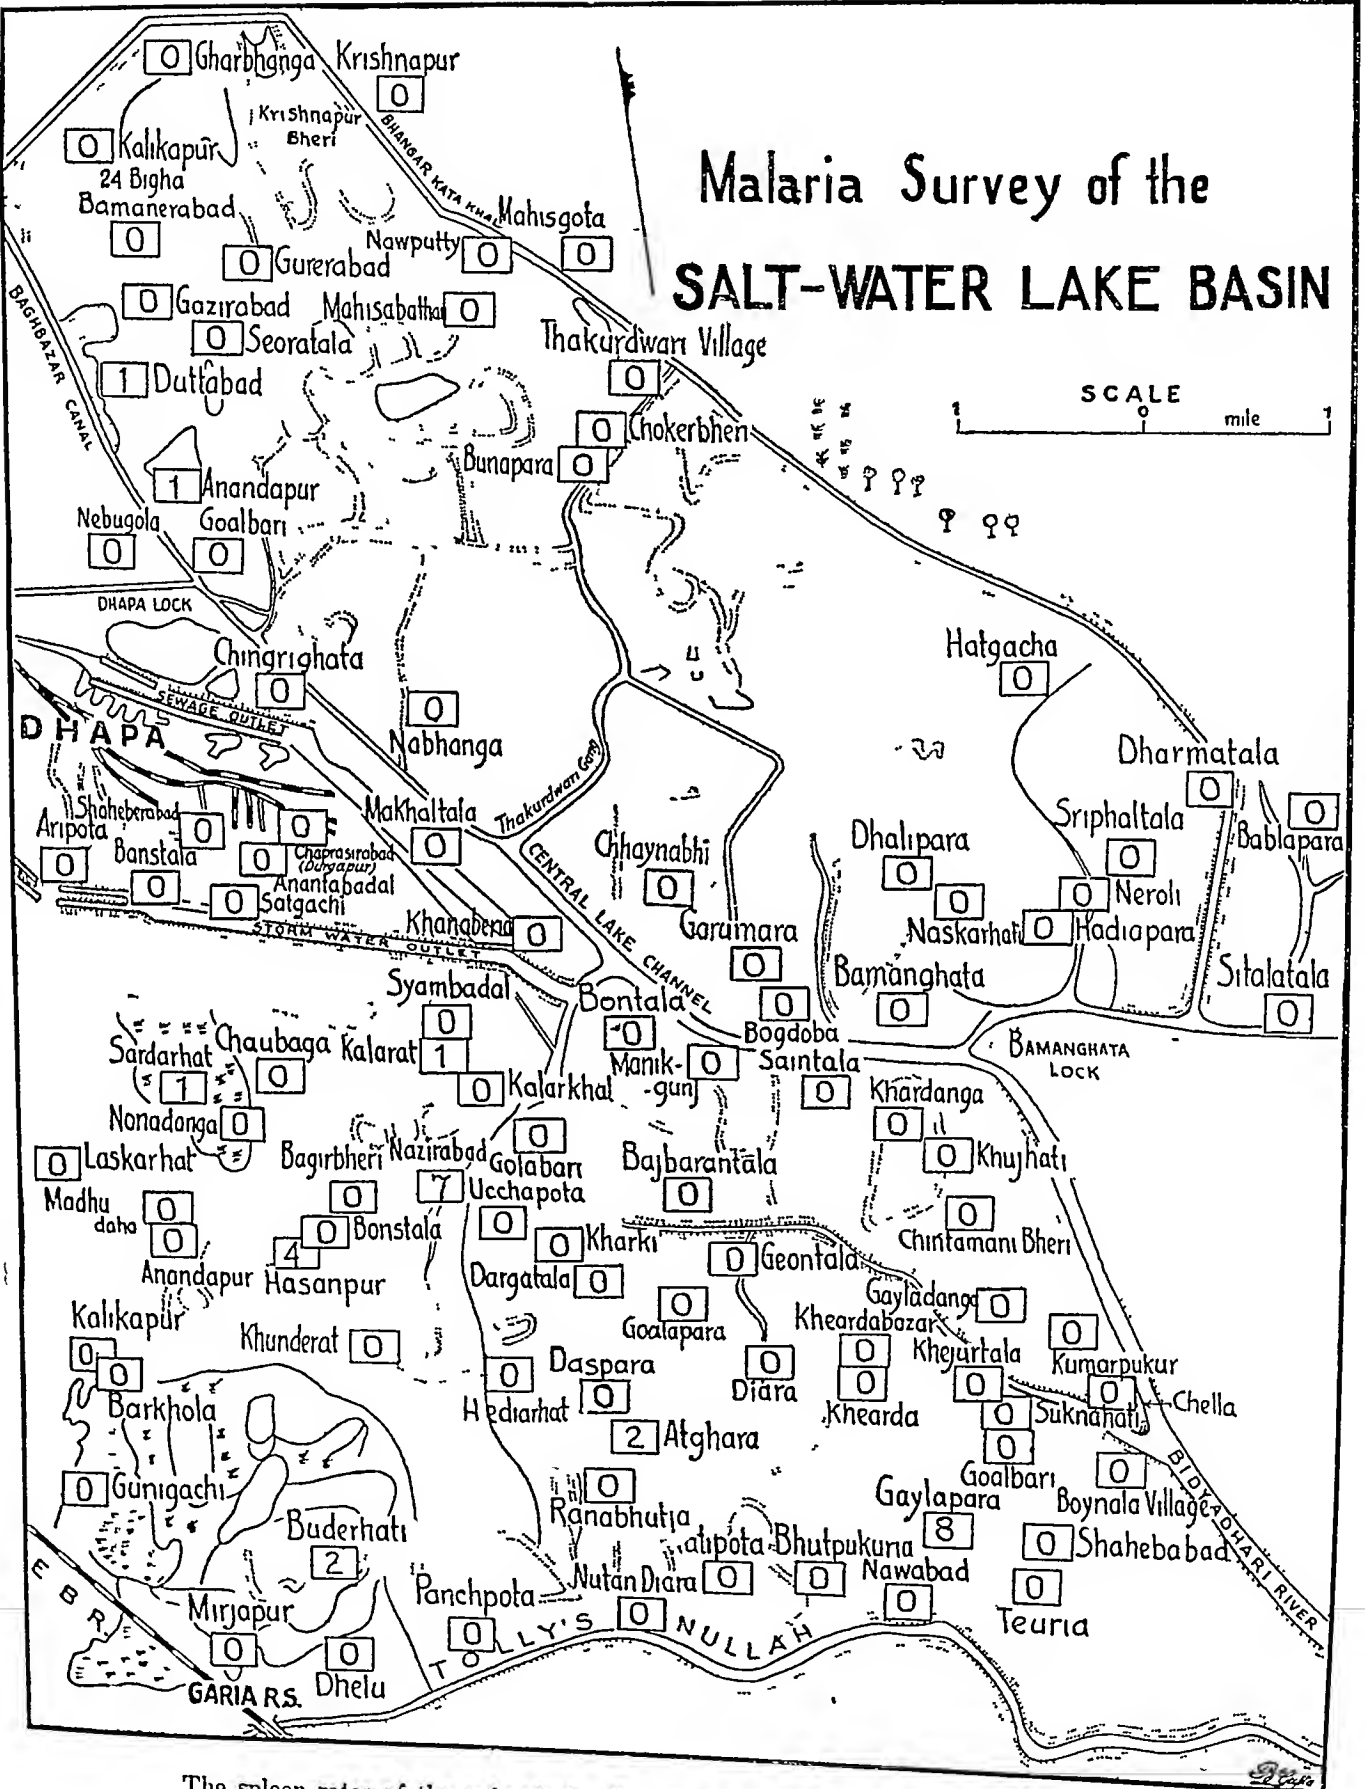 Malaria Survey of the
SALT-WATER LAKE BASIN
SCALE
1 0 1
mile
0 Gharbhanga
Krishnapur
0
Krishnapur
Bheri
BHANGAR KATA KHAL
0 Kalikapur
24 Bigha
Bamanerabad
0
0 Gurerabad
Nawputty 0
Mahisgota
0
BAGHBAZAR CANAL
0 Gazirabad
Mahisabathan 0
0 Seoratala
Thakurdwari Village
0
1 Duttabad
0 Chokerbheri
Bunapara 0
1 Anandapur
Nebugola
0
Goalbari
0
DHAPA LOCK
Chingrighata
0
SEWAGE OUTLET
DHAPA
0
Nabhanga
Hatgacha
0
Thakurdwari Gang
Dharmatala
0
Shaheberabad 0
0
Chaprasirabad
(Durgapur)
Aripota
0
Banstala
0
0
Anantabadal
0 Satgachi
Makhaltala
0
CENTRAL LAKE CHANNEL
Chhaynabhi
0
Dhalipara
0
Sriphaltala
0
0
Bablapara
0 Neroli
0
Naskarhati 0 Hadiapara
STORM WATER OUTLET
Khanaberia 0
Garumara
0
Bamanghata
0
Sitalatala
0
Syambadal
0
Bontala
0
0
Bogdoba
Sardarhat
1
Chaubaga
0
Kalarat 1
Manik-
-gunj 0
Saintala
0
BAMANGHATA
LOCK
0 Kalarkhal
Khardanga
0
Nonadanga 0
0 Laskarhat
Bagirbheri
0
Nazirabad
7
0
Golabari
Ucchapota
0
Bajbarantala
0
0 Khujhati
Madhu
daha 0
0
Anandapur
0 Bonstala
4
Hasanpur
0 Kharki
0 Geontala
0
Chintamani Bheri
Dargatala 0
0
Goalapara
Gayladanga 0
Kalikapur
0
Khunderat 0
Kheardabazar
0
0
Khearda
Khejurtala
0
0
Kumarpukur
0
Chella
0
Barkhola
0
Hediarhat
Daspara
0
0
Diara
0 Suknahati
2 Atghara
0
Goalbari
0
Boynala Village
0 Gunigachi
0
Ranabhutia
Gaylapara
8
0 Shahebabad
BIDYADHARI RIVER
Buderhati
2
Nutan Diara
0
Bhutpukuria
0
Nawabad
0
0
Teuria
Panchpota
0
0
Mirjapur
0
0
Dhelu
E B R.
GARIA R.S.
TOLLY'S NULLAH